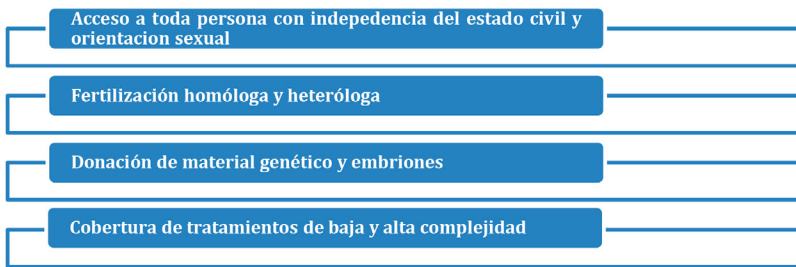 Acceso a toda persona con indepedencia del estado civil y
orientacion sexual
Fertilización homóloga y heteróloga
Donación de material genético y embriones
Cobertura de tratamientos de baja y alta complejidad